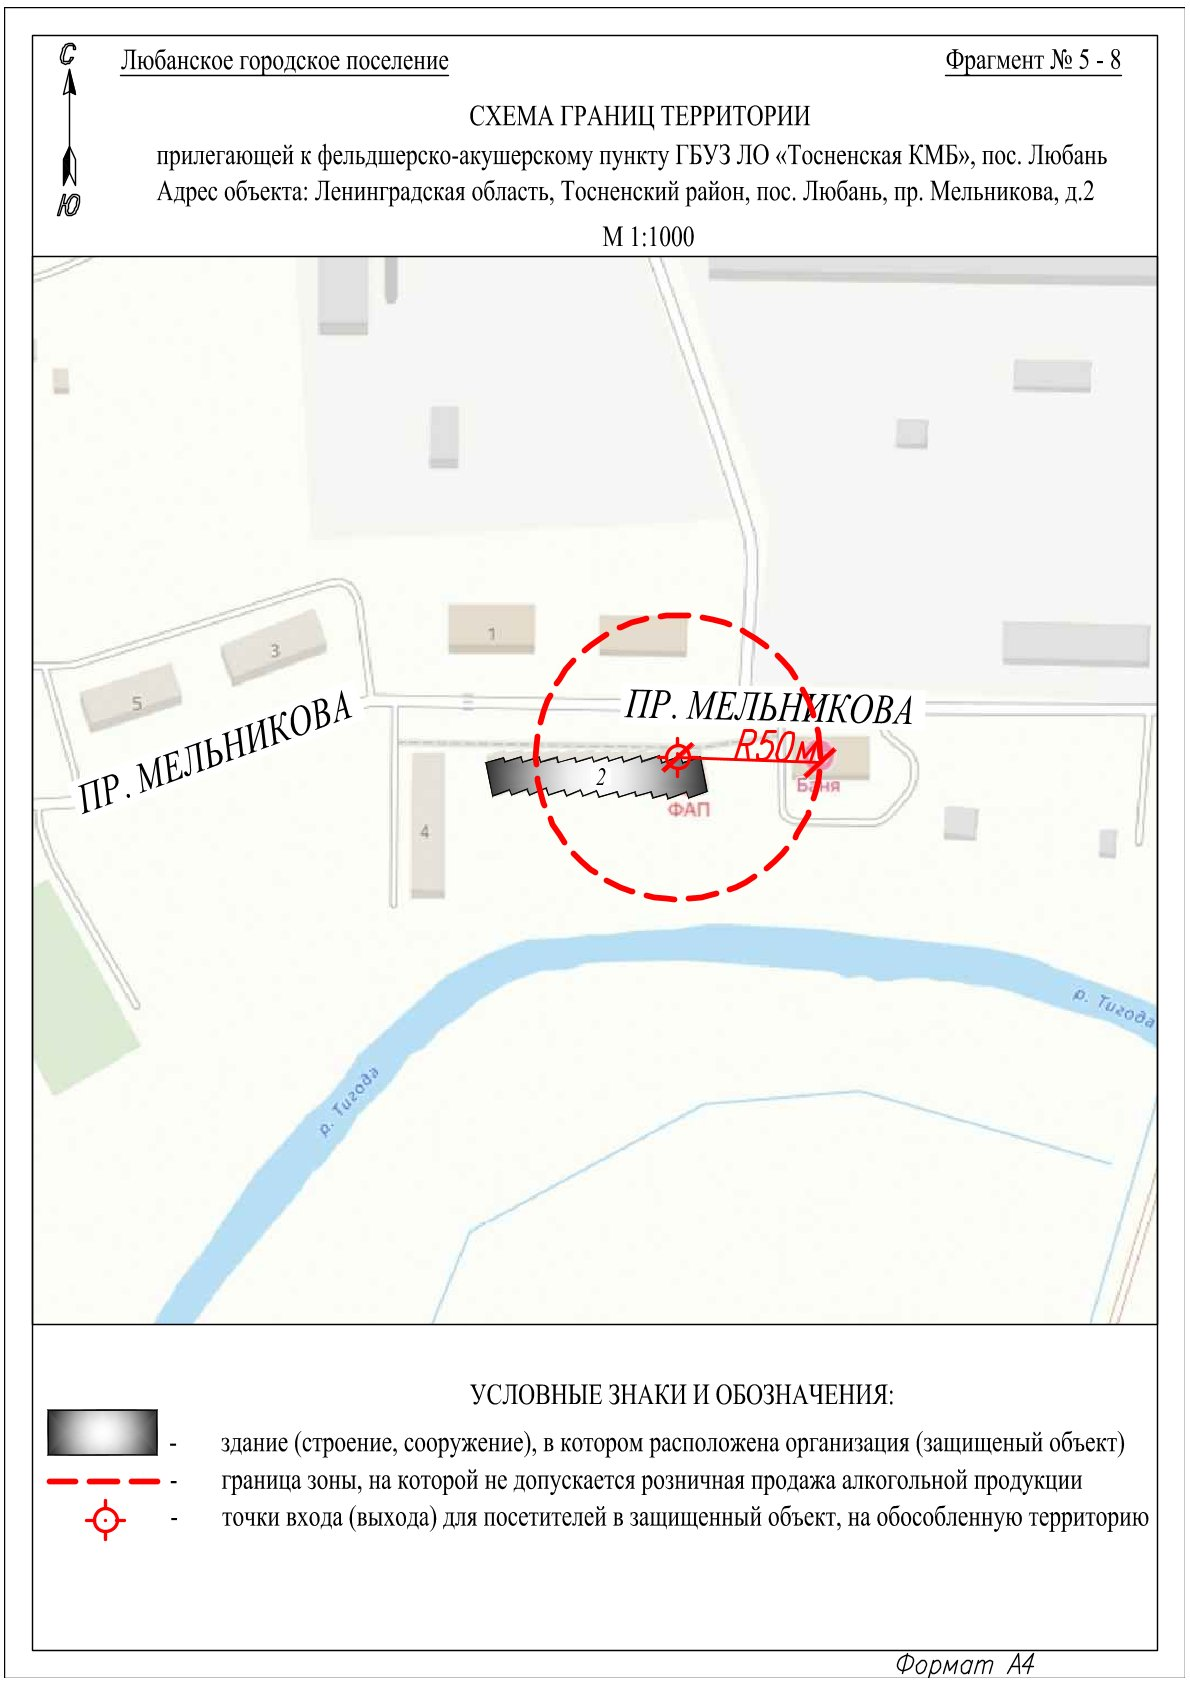 С
Любанское городское поселение
Фрагмент № 5 - 8
СХЕМА ГРАНИЦ ТЕРРИТОРИИ
прилегающей к фельдшерско-акушерскому пункту ГБУЗ ЛО «Тосненская КМБ», пос. Любань
Адрес объекта: Ленинградская область, Тосненский район, пос. Любань, пр. Мельникова, д.2
Ю
М 1:1000
1
3
5
ПР. МЕЛЬНИКОВА
ПР. МЕЛЬНИКОВА
R50м
2
Баня
ФАП
4
р. Тигода
р. Тигода
УСЛОВНЫЕ ЗНАКИ И ОБОЗНАЧЕНИЯ:
- здание (строение, сооружение), в котором расположена организация (защищеный объект)
- граница зоны, на которой не допускается розничная продажа алкогольной продукции
- точки входа (выхода) для посетителей в защищенный объект, на обособленную территорию
Формат А4